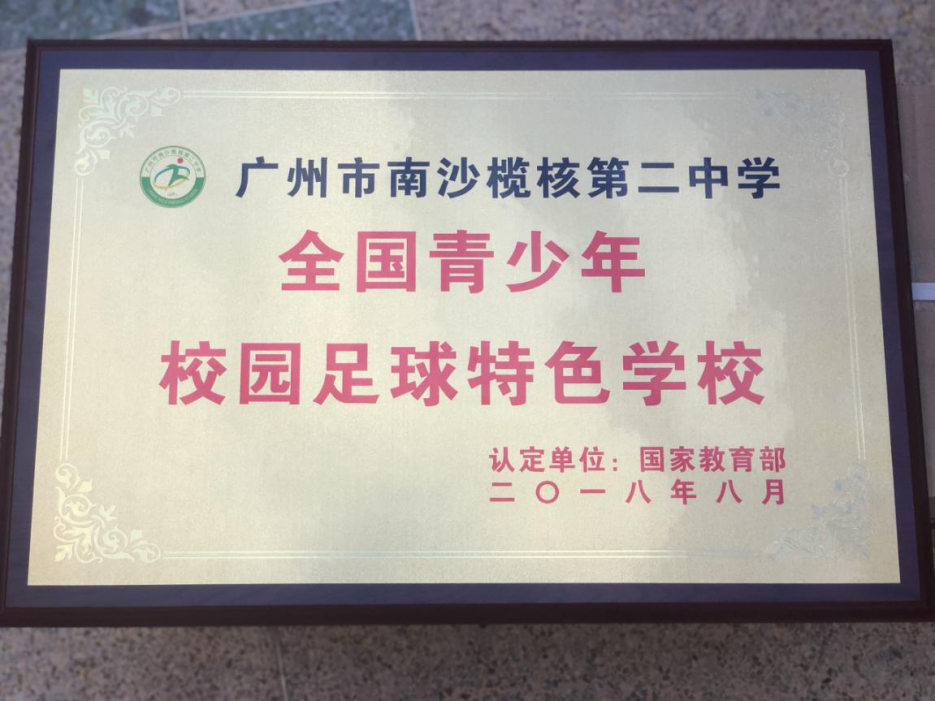 广州市南沙榄核第二中学
全国青少年
校园足球特色学校
认定单位：国家教育部
二〇一八年八月